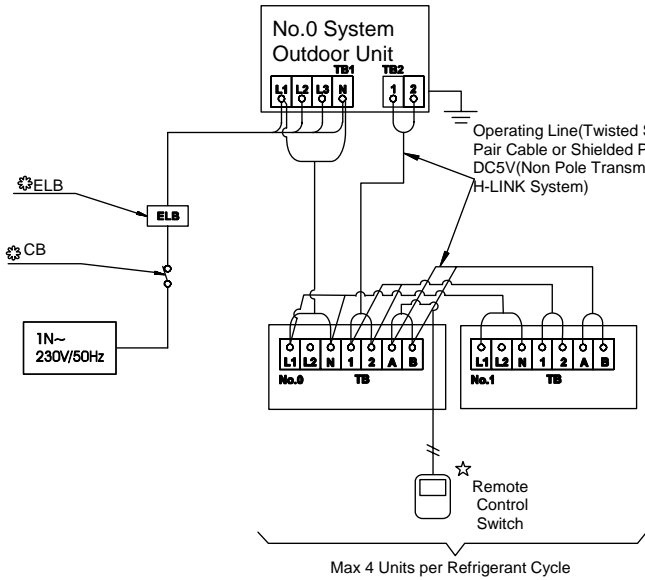 No.0 System
Outdoor Unit
TB1
TB2
L1 L2 L3 N
1 2
Operating Line(Twisted
Pair Cable or Shielded
DC5V(Non Pole Transm
H-LINK System)
ELB
ELB
CB
1N~
230V/50Hz
L1 L2 N 1 2 A B
No.0 TB
L1 L2 N 1 2 A B
No.1 TB
Remote
Control
Switch
Max 4 Units per Refrigerant Cycle